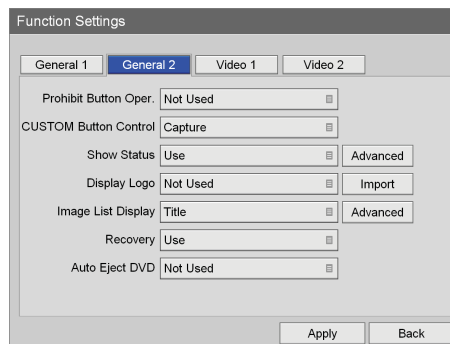 Function Settings
General 1 General 2 Video 1 Video 2
Prohibit Button Oper. Not Used
CUSTOM Button Control Capture
Show Status Use Advanced
Display Logo Not Used Import
Image List Display Title Advanced
Recovery Use
Auto Eject DVD Not Used
Apply Back